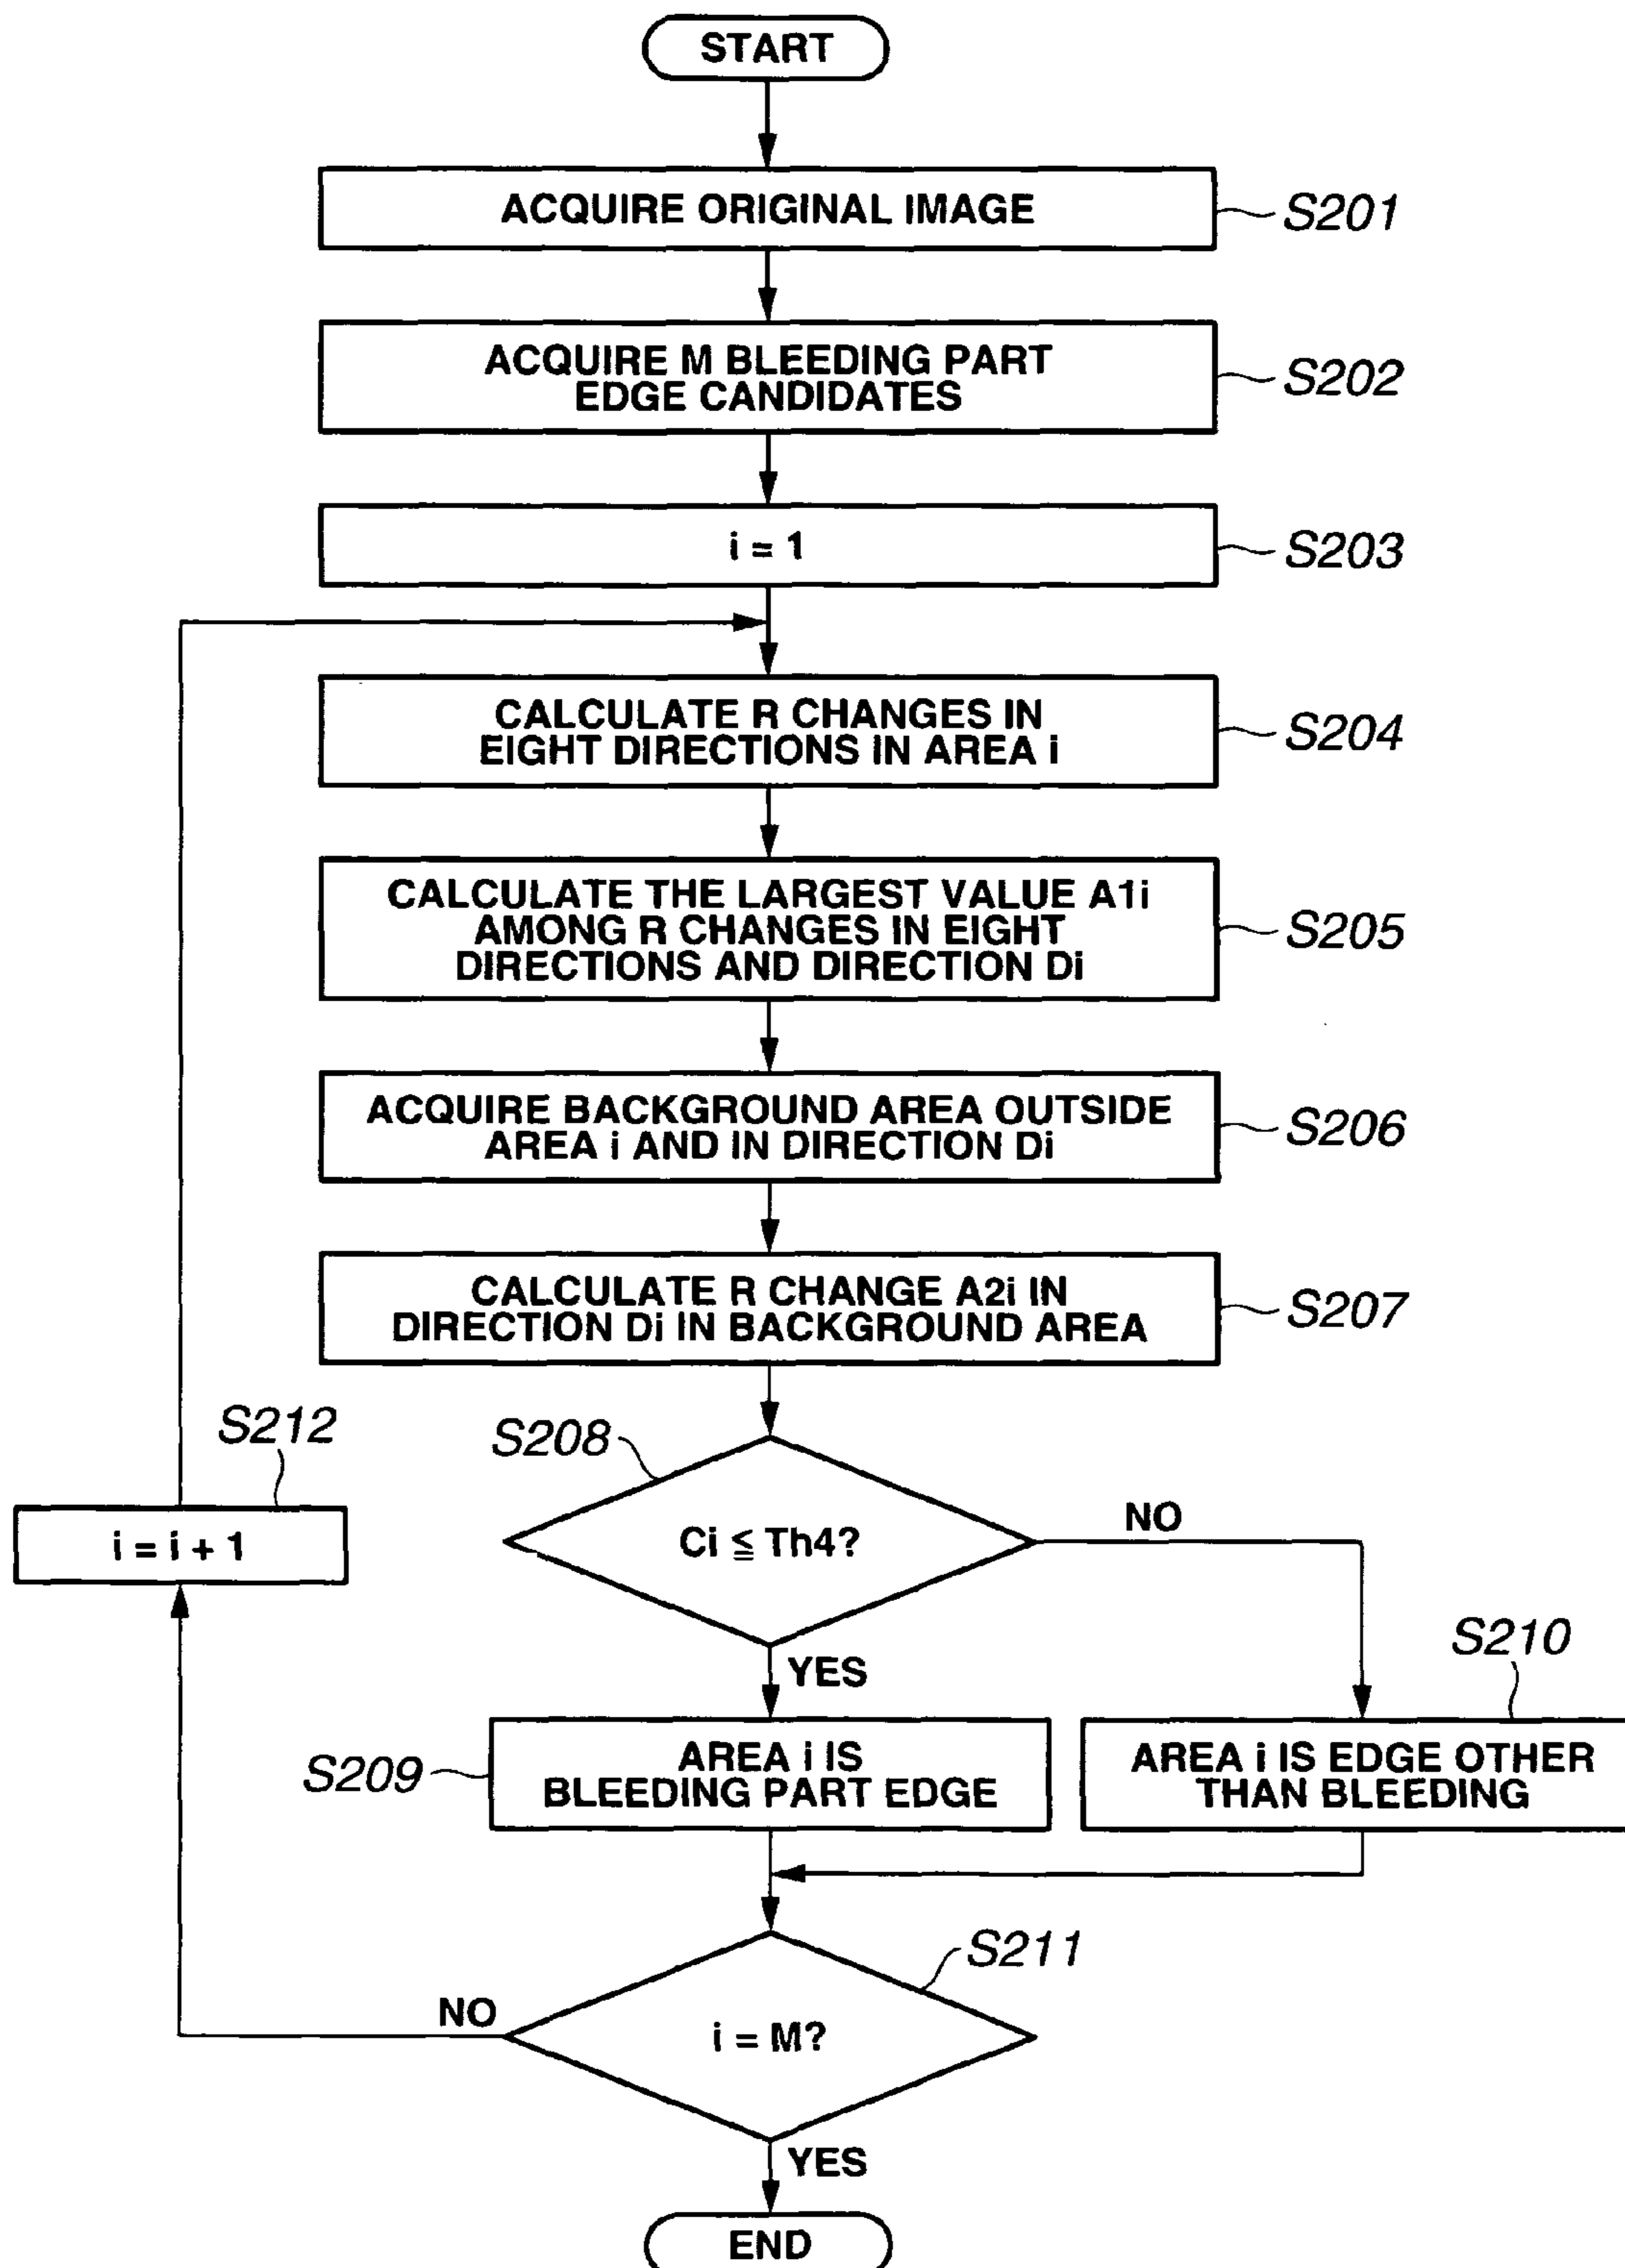 START
ACQUIRE ORIGINAL IMAGE
S201
ACQUIRE M BLEEDING PART
EDGE CANDIDATES
S202
i = 1
S203
CALCULATE R CHANGES IN
EIGHT DIRECTIONS IN AREA i
S204
CALCULATE THE LARGEST VALUE A1i
AMONG R CHANGES IN EIGHT
DIRECTIONS AND DIRECTION Di
S205
ACQUIRE BACKGROUND AREA OUTSIDE
AREA i AND IN DIRECTION Di
S206
CALCULATE R CHANGE A2i IN
DIRECTION Di IN BACKGROUND AREA
S207
S212
i = i + 1
S208
Ci ≦ Th4?
NO
YES
S210
S209
AREA i IS
BLEEDING PART EDGE
AREA i IS EDGE OTHER
THAN BLEEDING
S211
NO
i = M?
YES
END